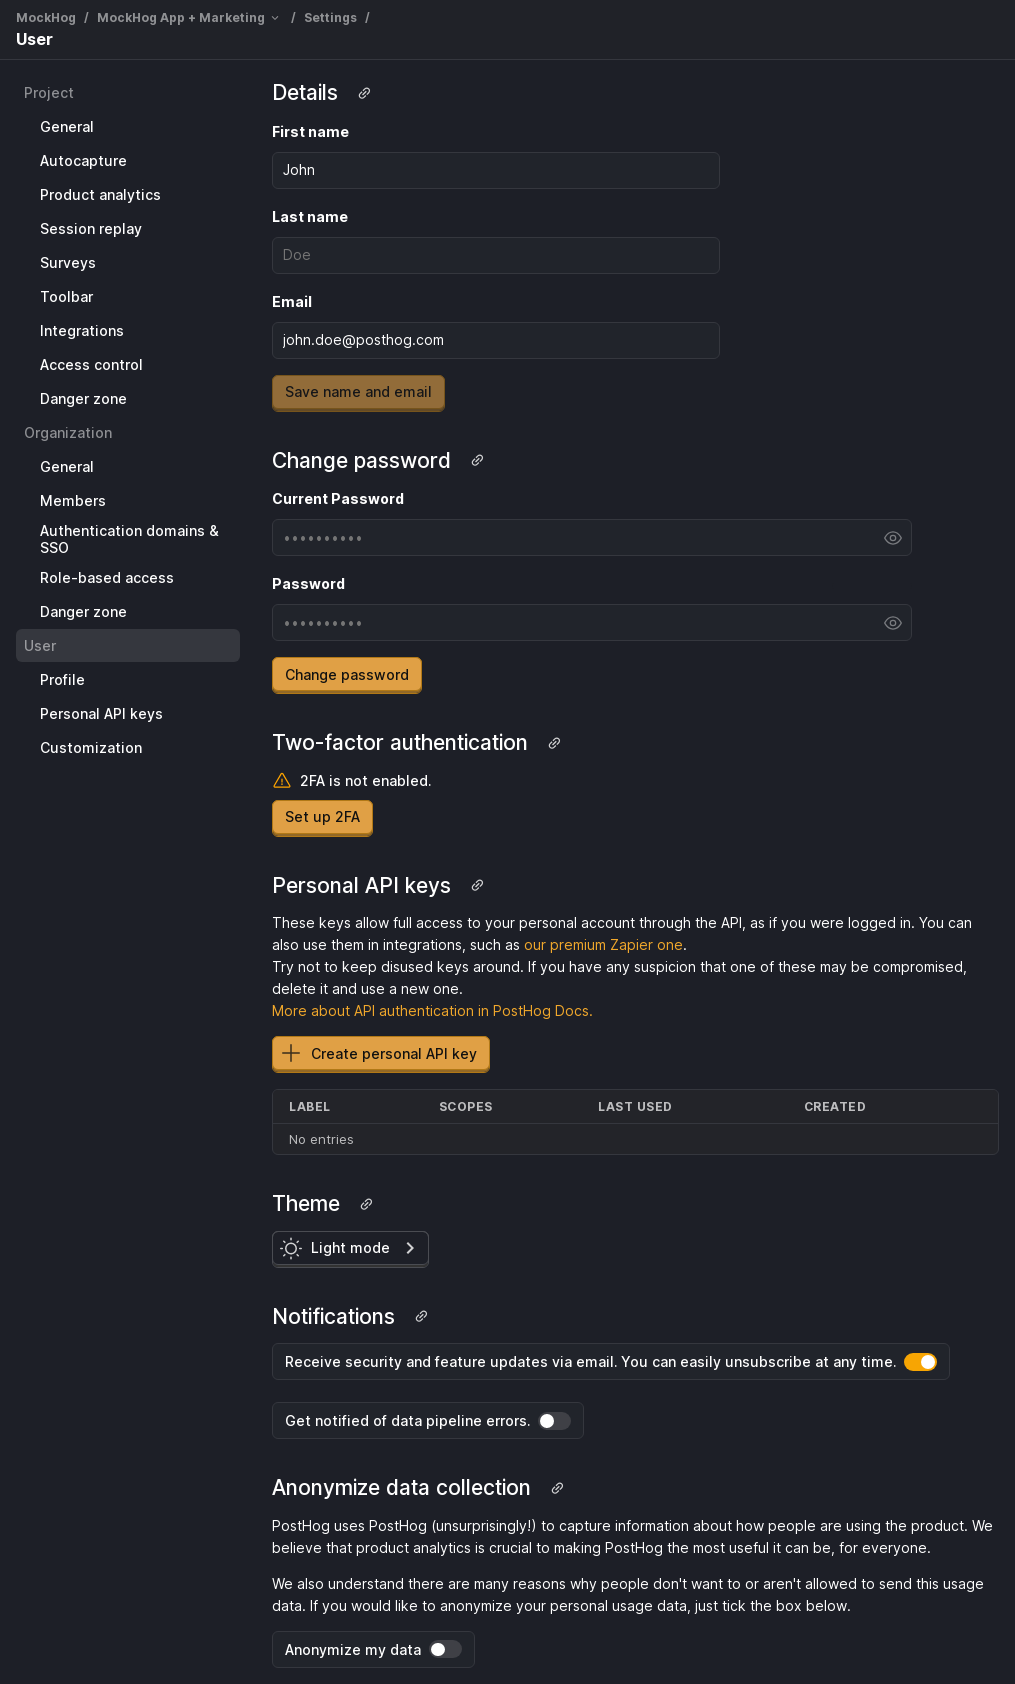 MockHog / MockHog App + Marketing / Settings /
User
Project
General
Autocapture
Product analytics
Session replay
Surveys
Toolbar
Integrations
Access control
Danger zone
Organization
General
Members
Authentication domains &
SSO
Role-based access
Danger zone
User
Profile
Personal API keys
Customization
Details
First name
John
Last name
Doe
Email
john.doe@posthog.com
Save name and email
Change password
Current Password
••••••••••
Password
••••••••••
Change password
Two-factor authentication
2FA is not enabled.
Set up 2FA
Personal API keys
These keys allow full access to your personal account through the API, as if you were logged in. You can
also use them in integrations, such as our premium Zapier one.
Try not to keep disused keys around. If you have any suspicion that one of these may be compromised,
delete it and use a new one.
More about API authentication in PostHog Docs.
Create personal API key
LABEL SCOPES LAST USED CREATED
No entries
Theme
Light mode
Notifications
Receive security and feature updates via email. You can easily unsubscribe at any time.
Get notified of data pipeline errors.
Anonymize data collection
PostHog uses PostHog (unsurprisingly!) to capture information about how people are using the product. We
believe that product analytics is crucial to making PostHog the most useful it can be, for everyone.
We also understand there are many reasons why people don't want to or aren't allowed to send this usage
data. If you would like to anonymize your personal usage data, just tick the box below.
Anonymize my data